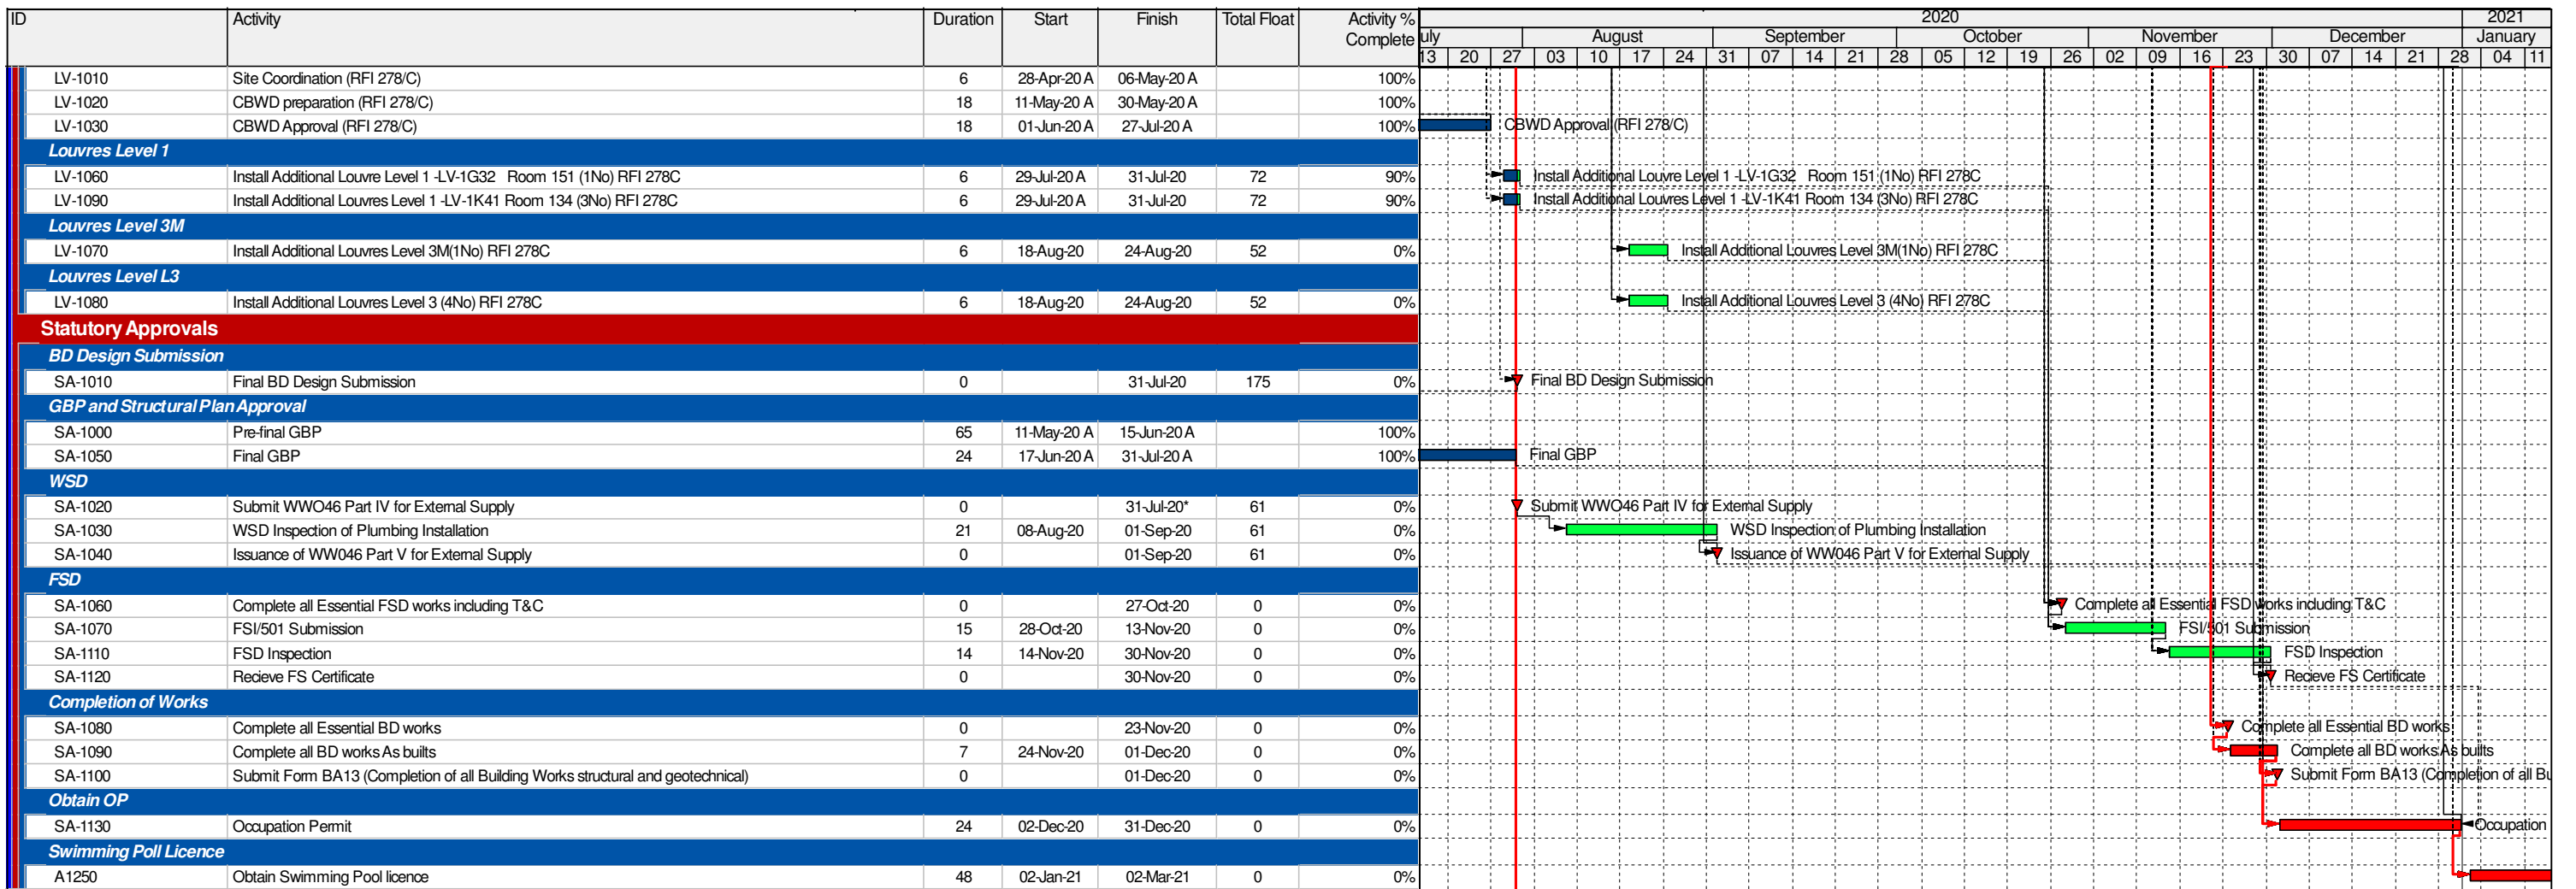 ID Activity Duration Start Finish Total Float Activity % 2020 2021
Complete uly August September October November December January
13 20 27 03 10 17 24 31 07 14 21 28 05 12 19 26 02 09 16 23 30 07 14 21 28 04 11
LV-1010 Site Coordination (RFI 278/C) 6 28-Apr-20 A 06-May-20 A 100%
LV-1020 CBWD preparation (RFI 278/C) 18 11-May-20 A 30-May-20 A 100%
LV-1030 CBWD Approval (RFI 278/C) 18 01-Jun-20 A 27-Jul-20 A 100% CBWD Approval (RFI 278/C)
Louvres Level 1
LV-1060 Install Additional Louvre Level 1 -LV-1G32 Room 151 (1No) RFI 278C 6 29-Jul-20 A 31-Jul-20 72 90% Install Additional Louvre Level 1 -LV-1G32 Room 151 (1No) RFI 278C
LV-1090 Install Additional Louvres Level 1 -LV-1K41 Room 134 (3No) RFI 278C 6 29-Jul-20 A 31-Jul-20 72 90% Install Additional Louvres Level 1 -LV-1K41 Room 134 (3No) RFI 278C
Louvres Level 3M
LV-1070 Install Additional Louvres Level 3M(1No) RFI 278C 6 18-Aug-20 24-Aug-20 52 0% Install Additional Louvres Level 3M(1No) RFI 278C
Louvres Level L3
LV-1080 Install Additional Louvres Level 3 (4No) RFI 278C 6 18-Aug-20 24-Aug-20 52 0% Install Additional Louvres Level 3 (4No) RFI 278C
Statutory Approvals
BD Design Submission
SA-1010 Final BD Design Submission 0 31-Jul-20 175 0% Final BD Design Submission
GBP and Structural Plan Approval
SA-1000 Pre-final GBP 65 11-May-20 A 15-Jun-20 A 100%
SA-1050 Final GBP 24 17-Jun-20 A 31-Jul-20 A 100% Final GBP
WSD
SA-1020 Submit WWO46 Part IV for External Supply 0 31-Jul-20* 61 0% Submit WWO46 Part IV for External Supply
SA-1030 WSD Inspection of Plumbing Installation 21 08-Aug-20 01-Sep-20 61 0% WSD Inspection of Plumbing Installation
SA-1040 Issuance of WW046 Part V for External Supply 0 01-Sep-20 61 0% Issuance of WW046 Part V for External Supply
FSD
SA-1060 Complete all Essential FSD works including T&C 0 27-Oct-20 0 0% Complete all Essential FSD works including T&C
SA-1070 FSI/501 Submission 15 28-Oct-20 13-Nov-20 0 0% FSI/501 Submission
SA-1110 FSD Inspection 14 14-Nov-20 30-Nov-20 0 0% FSD Inspection
SA-1120 Recieve FS Certificate 0 30-Nov-20 0 0% Recieve FS Certificate
Completion of Works
SA-1080 Complete all Essential BD works 0 23-Nov-20 0 0% Complete all Essential BD works
SA-1090 Complete all BD works As builts 7 24-Nov-20 01-Dec-20 0 0% Complete all BD works As builts
SA-1100 Submit Form BA13 (Completion of all Building Works structural and geotechnical) 0 01-Dec-20 0 0% Submit Form BA13 (Completion of all Bu
Obtain OP
SA-1130 Occupation Permit 24 02-Dec-20 31-Dec-20 0 0% Occupation
Swimming Poll Licence
A1250 Obtain Swimming Pool licence 48 02-Jan-21 02-Mar-21 0 0%